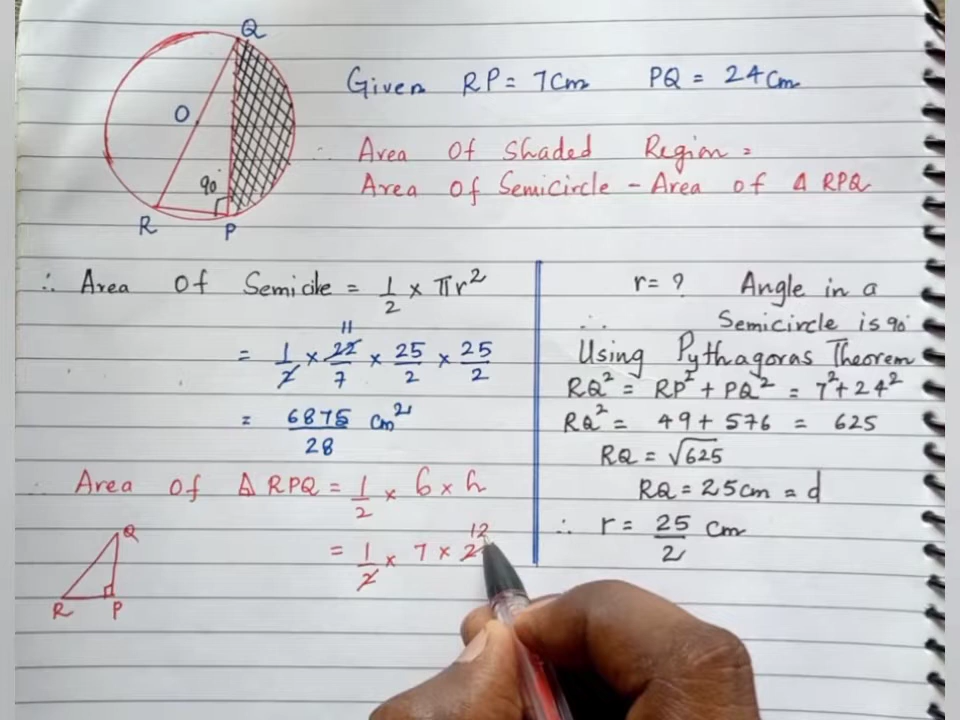 Q
O
90°
R
P
Given RP = 7cm PQ = 24cm
∴ Area Of Shaded Region =
Area Of Semicircle - Area of Δ RPQ
∴ Area Of Semicile = 1/2 × πr²
= 1/2 × 22/7 × 25/2 × 25/2
11
= 6875/28 cm²
∴ Area Of Δ RPQ = 1/2 × b × h
12
= 1/2 × 7 × 2
Q
R
P
r = ? Angle in a
∴ Semicircle is 90°
Using Pythagoras Theorem
RQ² = RP² + PQ² = 7² + 24²
RQ² = 49 + 576 = 625
RQ = √625
RQ = 25cm = d
∴ r = 25/2 cm